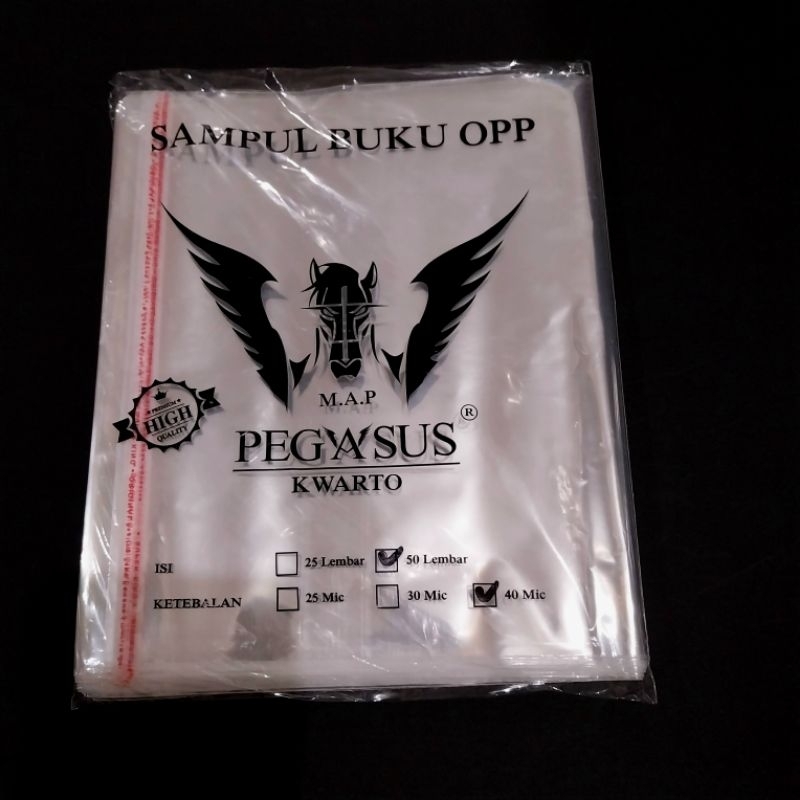 SAMPUL BUKU OPP
M.A.P
PEGASUS ®
KWARTO
PREMIUM
HIGH
QUALITY
ISI 25 Lembar 50 Lembar
KETEBALAN 25 Mic 30 Mic 40 Mic